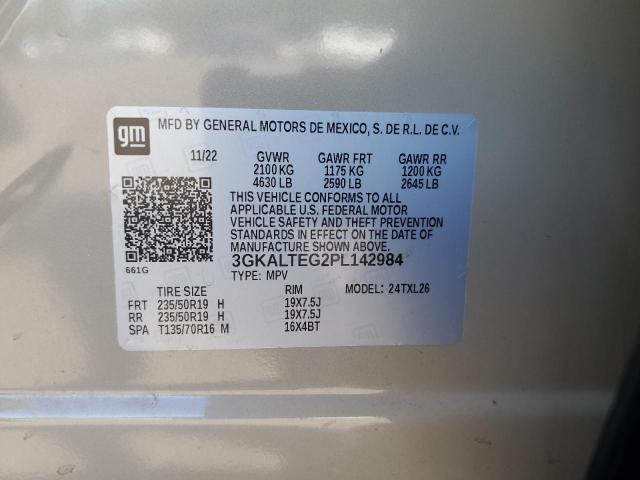 gm MFD BY GENERAL MOTORS DE MEXICO, S. DE R.L. DE C.V.
11/22 GVWR GAWR FRT GAWR RR
2100 KG 1175 KG 1200 KG
4630 LB 2590 LB 2645 LB
THIS VEHICLE CONFORMS TO ALL
APPLICABLE U.S. FEDERAL MOTOR
VEHICLE SAFETY AND THEFT PREVENTION
STANDARDS IN EFFECT ON THE DATE OF
MANUFACTURE SHOWN ABOVE.
3GKALTEG2PL142984
661G TYPE: MPV
TIRE SIZE RIM MODEL: 24TXL26
FRT 235/50R19 H 19X7.5J
RR 235/50R19 H 19X7.5J
SPA T135/70R16 M 16X4BT